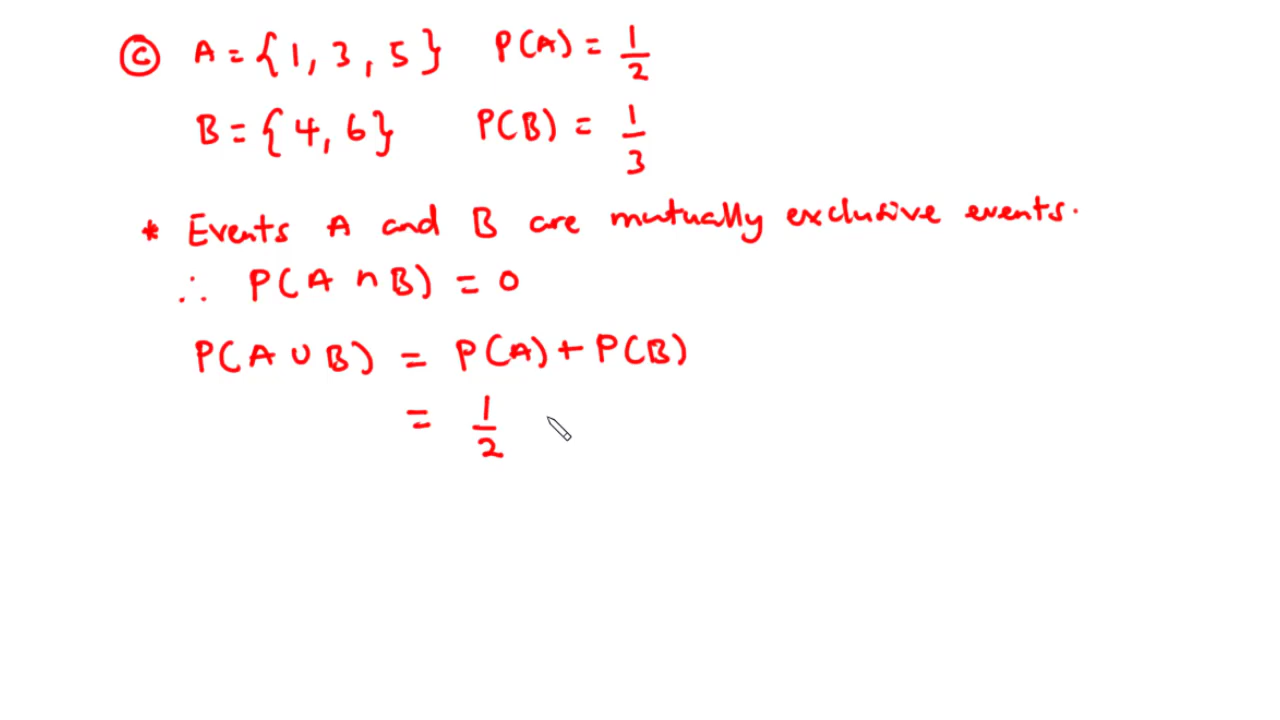 ⓒ A = {1, 3, 5} P(A) = 1/2
B = {4, 6} P(B) = 1/3
* Events A and B are mutually exclusive events.
∴ P(A ∩ B) = 0
P(A ∪ B) = P(A) + P(B)
= 1/2